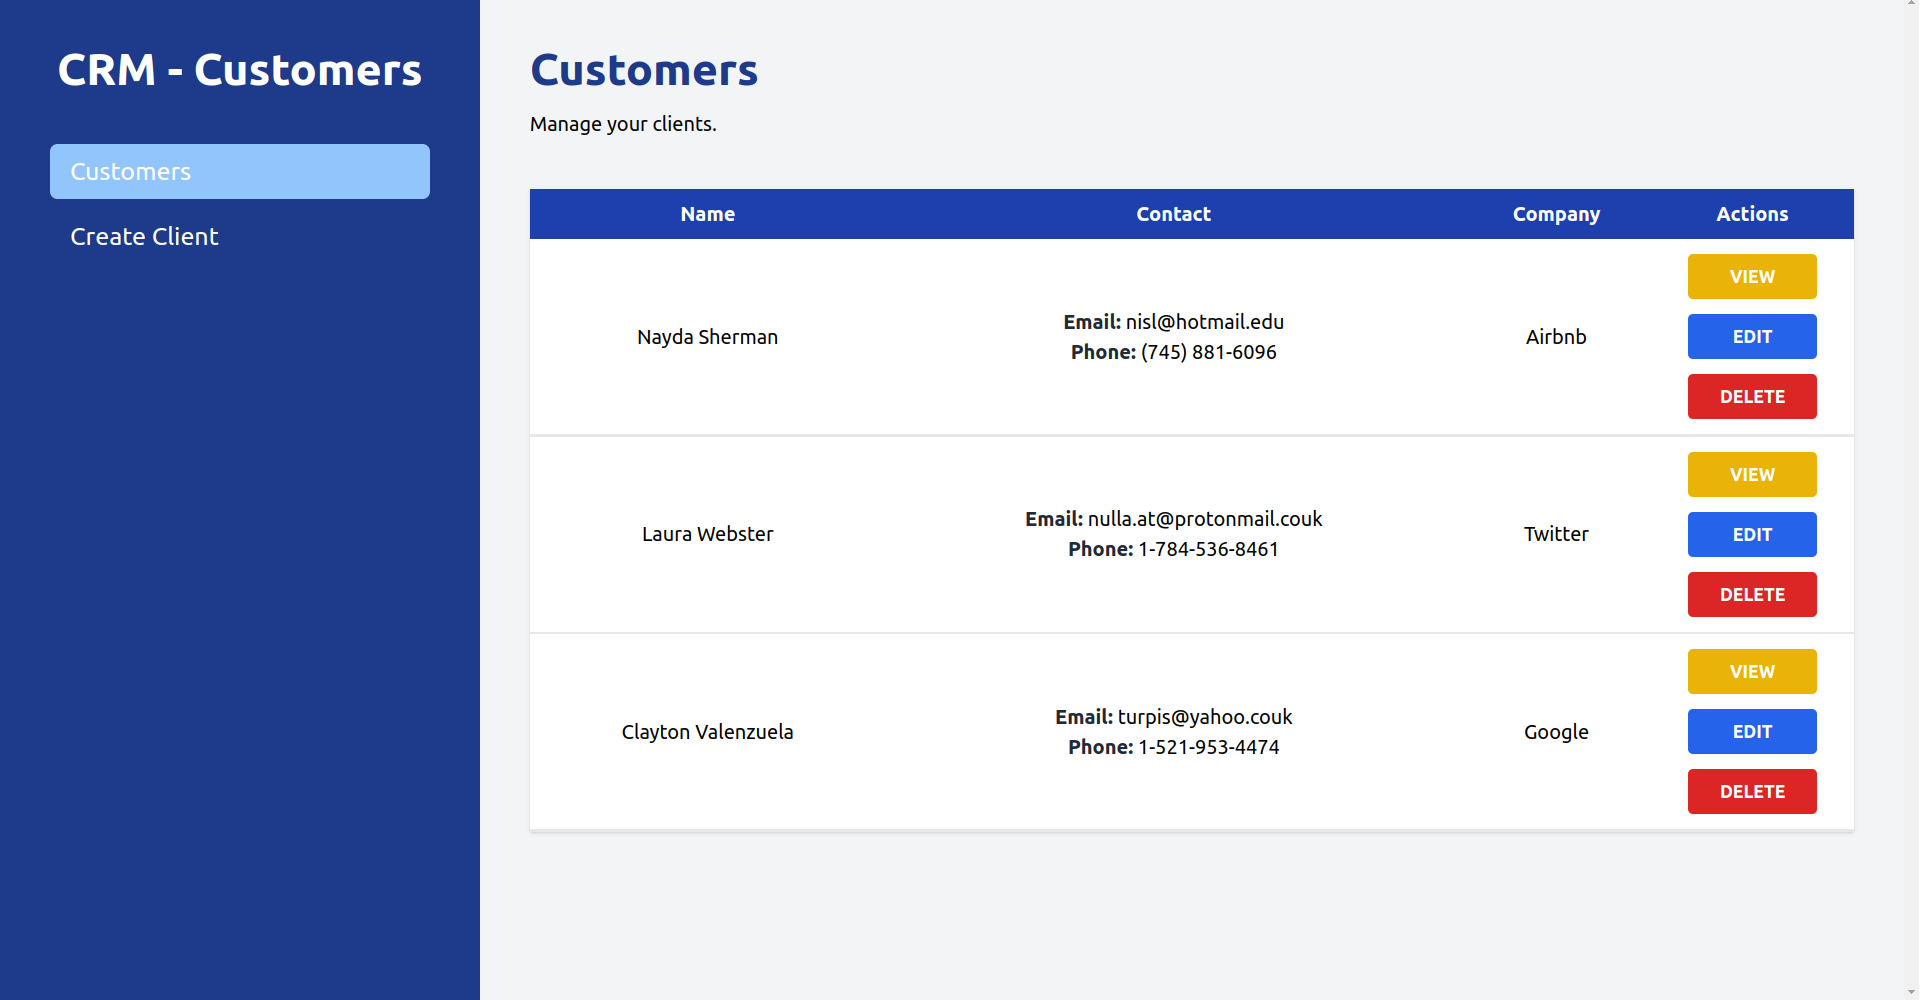 CRM - Customers
Customers
Create Client
Customers
Manage your clients.
Name Contact Company Actions
Nayda Sherman
Email: nisl@hotmail.edu
Phone: (745) 881-6096
Airbnb
VIEW
EDIT
DELETE
Laura Webster
Email: nulla.at@protonmail.couk
Phone: 1-784-536-8461
Twitter
VIEW
EDIT
DELETE
Clayton Valenzuela
Email: turpis@yahoo.couk
Phone: 1-521-953-4474
Google
VIEW
EDIT
DELETE